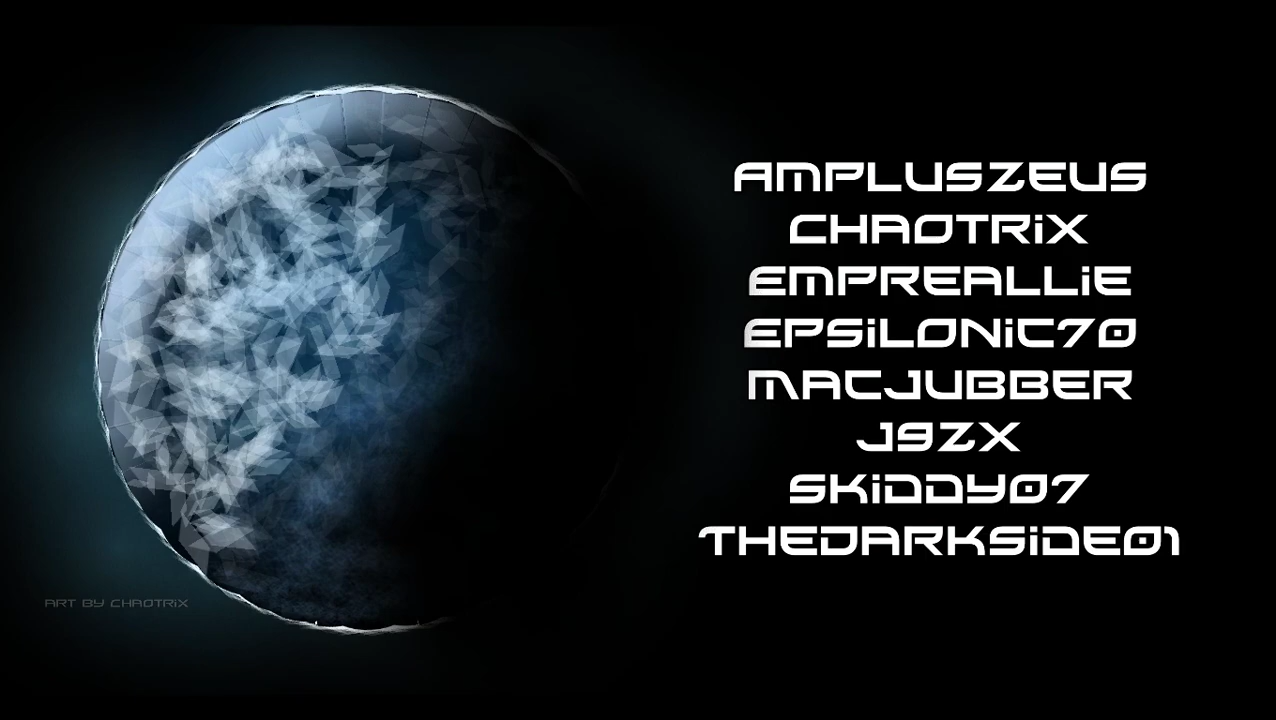 AMPLUSZEUS
CHAOTRiX
EMPREALLiE
EPSiLONiC70
MACJUBBER
J9ZX
SKiDDY07
THEDARKSiDE01
ART BY CHAOTRiX